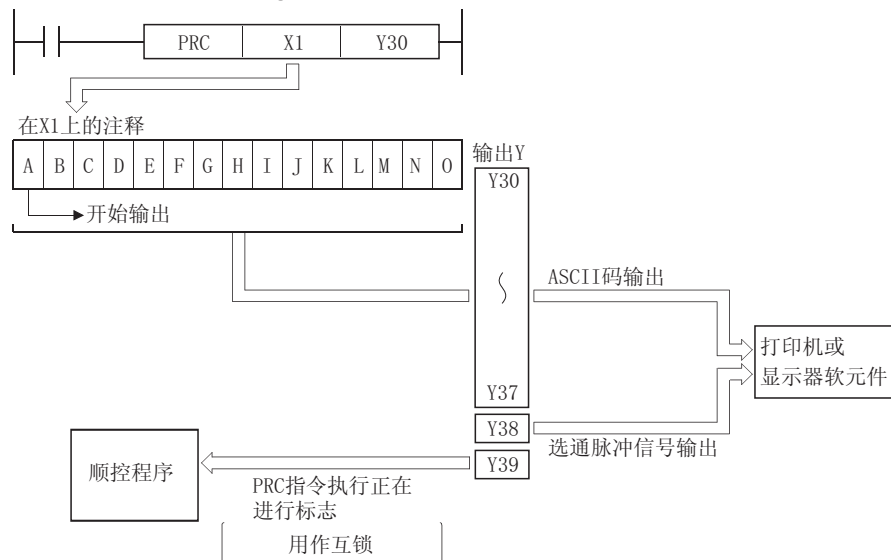 PRC X1 Y30
在X1上的注释
A B C D E F G H I J K L M N O
开始输出
输出Y
Y30
ASCII码输出
打印机或
显示器软元件
Y37
Y38
选通脉冲信号输出
Y39
顺控程序
PRC指令执行正在
进行标志
用作互锁